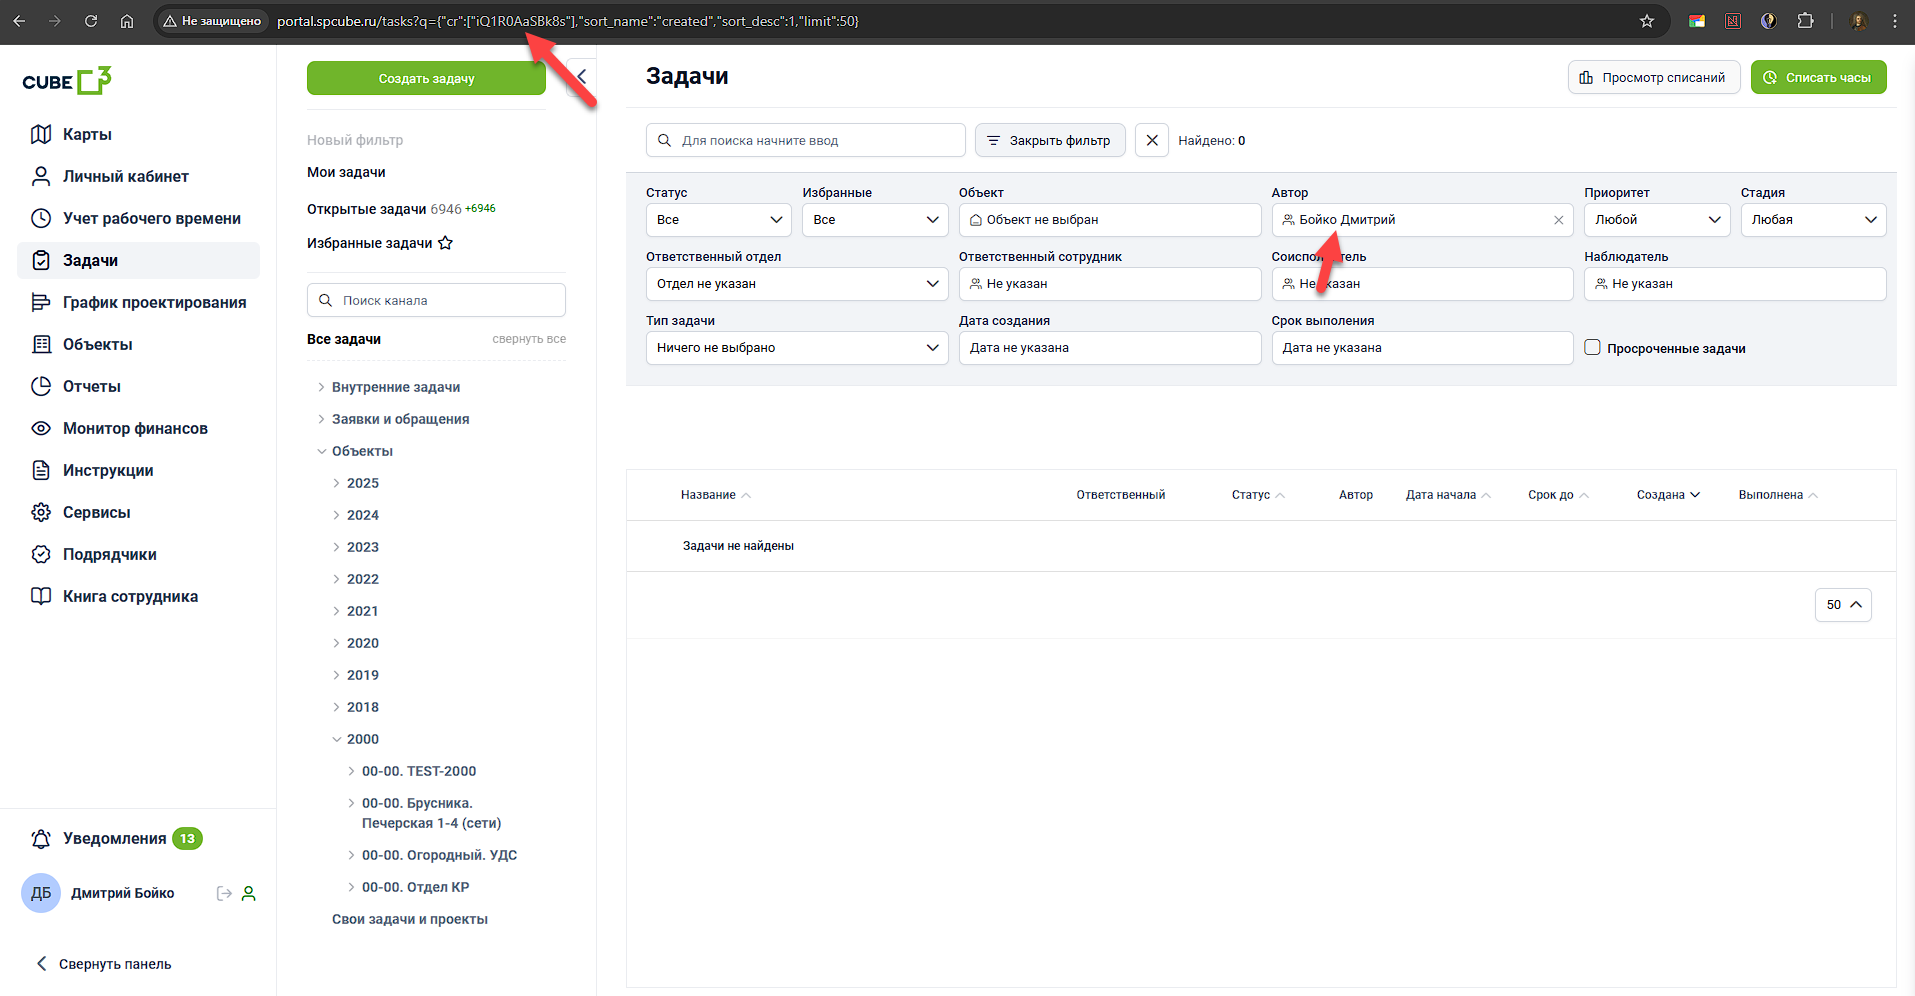 Не защищено
portal.spcube.ru/tasks?q={"cr":["iQ1R0AaSBk8s"],"sort_name":"created","sort_desc":1,"limit":50}
CUBE 3
Карты
Личный кабинет
Учет рабочего времени
Задачи
График проектирования
Объекты
Отчеты
Монитор финансов
Инструкции
Сервисы
Подрядчики
Книга сотрудника
Уведомления 13
ДБ Дмитрий Бойко
Свернуть панель
Создать задачу
Новый фильтр
Мои задачи
Открытые задачи 6946 +6946
Избранные задачи
Поиск канала
Все задачи свернуть все
Внутренние задачи
Заявки и обращения
Объекты
2025
2024
2023
2022
2021
2020
2019
2018
2000
00-00. TEST-2000
00-00. Брусника.
Печерская 1-4 (сети)
00-00. Огородный. УДС
00-00. Отдел КР
Свои задачи и проекты
Задачи
Просмотр списаний
Списать часы
Для поиска начните ввод
Закрыть фильтр
Найдено: 0
Статус Избранные Объект Автор Приоритет Стадия
Все Все Объект не выбран Бойко Дмитрий Любой Любая
Ответственный отдел Ответственный сотрудник Наблюдатель
Отдел не указан Не указан Не указан
Тип задачи Дата создания Срок выполения
Ничего не выбрано Дата не указана Дата не указана Просроченные задачи
Название Ответственный Статус Автор Дата начала Срок до Создана Выполнена
Задачи не найдены
50